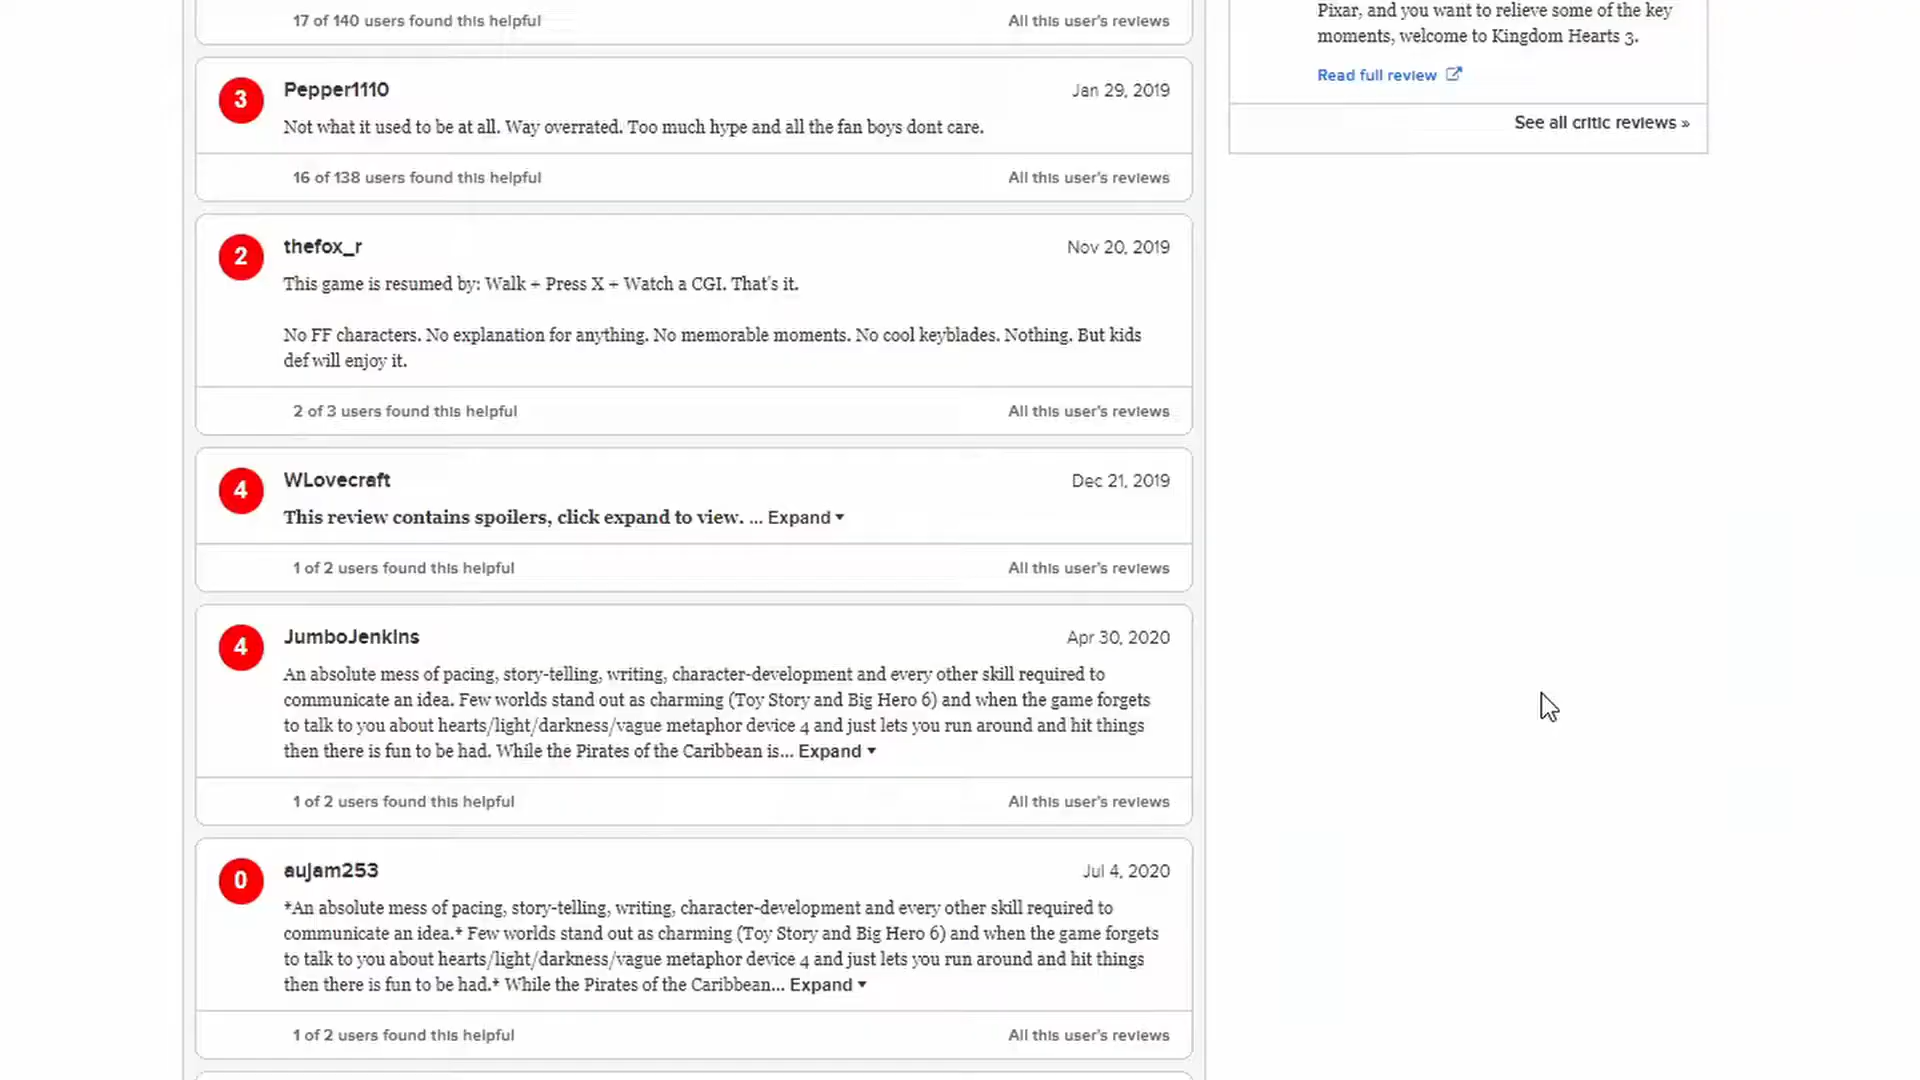 17 of 140 users found this helpful
All this user's reviews
3
Pepper1110
Jan 29, 2019
Not what it used to be at all. Way overrated. Too much hype and all the fan boys dont care.
16 of 138 users found this helpful
All this user's reviews
2
thefox_r
Nov 20, 2019
This game is resumed by: Walk + Press X + Watch a CGI. That's it.
No FF characters. No explanation for anything. No memorable moments. No cool keyblades. Nothing. But kids
def will enjoy it.
2 of 3 users found this helpful
All this user's reviews
4
WLovecraft
Dec 21, 2019
This review contains spoilers, click expand to view. ... Expand ▾
1 of 2 users found this helpful
All this user's reviews
4
JumboJenkins
Apr 30, 2020
An absolute mess of pacing, story-telling, writing, character-development and every other skill required to
communicate an idea. Few worlds stand out as charming (Toy Story and Big Hero 6) and when the game forgets
to talk to you about hearts/light/darkness/vague metaphor device 4 and just lets you run around and hit things
then there is fun to be had. While the Pirates of the Caribbean is... Expand ▾
1 of 2 users found this helpful
All this user's reviews
0
aujam253
Jul 4, 2020
*An absolute mess of pacing, story-telling, writing, character-development and every other skill required to
communicate an idea.* Few worlds stand out as charming (Toy Story and Big Hero 6) and when the game forgets
to talk to you about hearts/light/darkness/vague metaphor device 4 and just lets you run around and hit things
then there is fun to be had.* While the Pirates of the Caribbean... Expand ▾
1 of 2 users found this helpful
All this user's reviews
Pixar, and you want to relieve some of the key
moments, welcome to Kingdom Hearts 3.
Read full review
See all critic reviews »